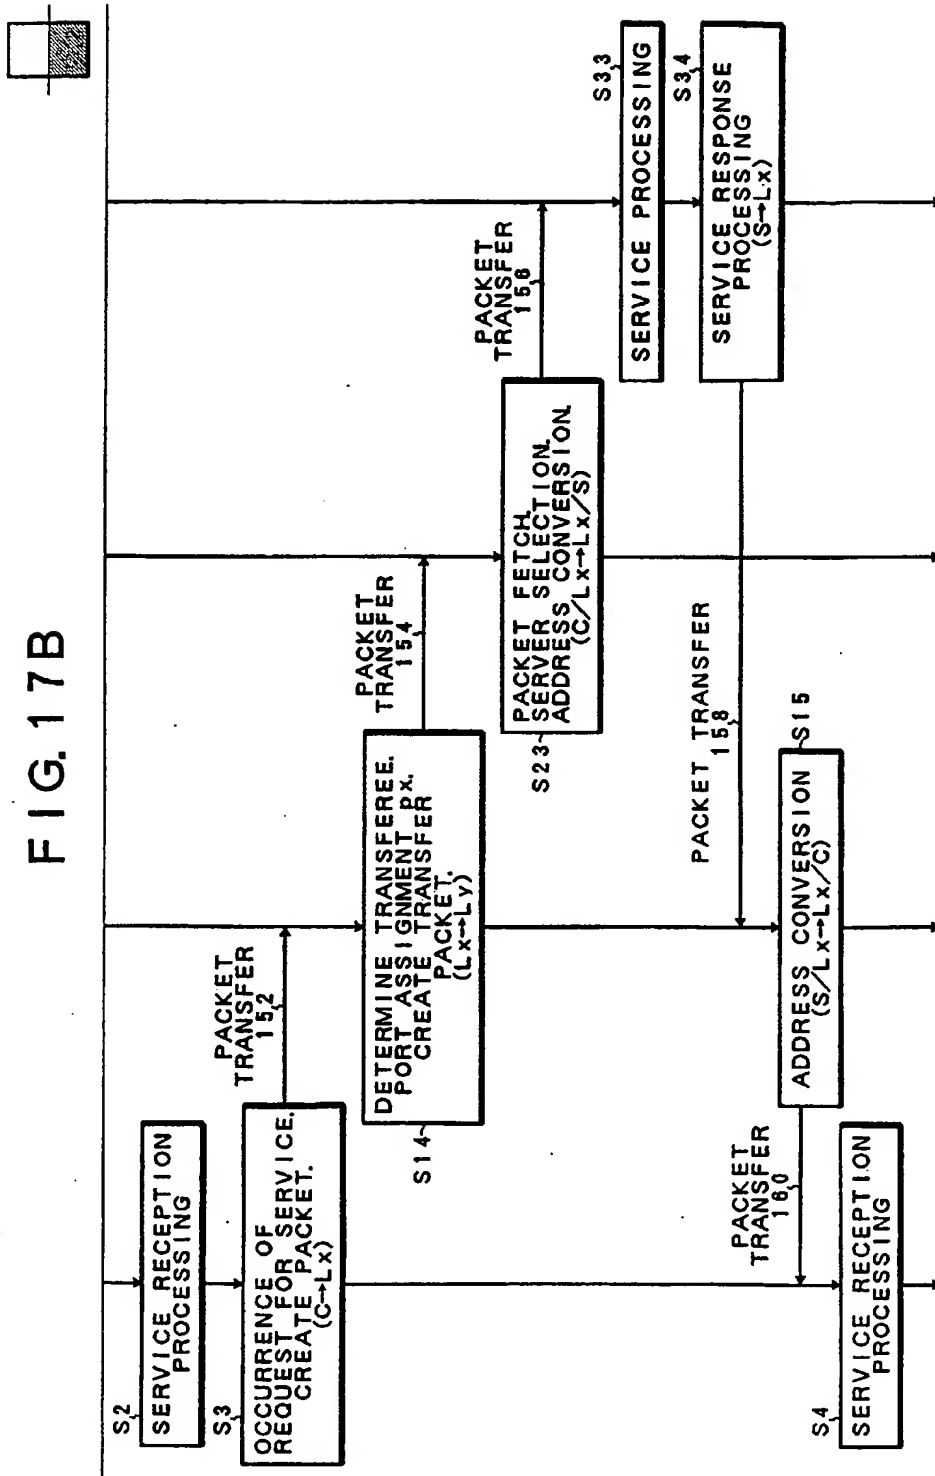 FIG. 17B
S2
SERVICE RECEPTION
PROCESSING
S3
OCCURRENCE OF
REQUEST FOR SERVICE.
CREATE PACKET.
(C→Lx)
PACKET
TRANSFER
152
S14
DETERMINE TRANSFEREE.
PORT ASSIGNMENT px.
CREATE TRANSFER
PACKET.
(Lx→Ly)
PACKET
TRANSFER
154
S23
PACKET FETCH.
SERVER SELECTION.
ADDRESS CONVERSION.
(C/Lx→Lx/S)
PACKET
TRANSFER
156
S33
SERVICE PROCESSING
S34
SERVICE RESPONSE
PROCESSING
(S→Lx)
PACKET TRANSFER
158
S15
ADDRESS CONVERSION
(S/Lx→Lx/C)
PACKET
TRANSFER
160
S4
SERVICE RECEPTION
PROCESSING